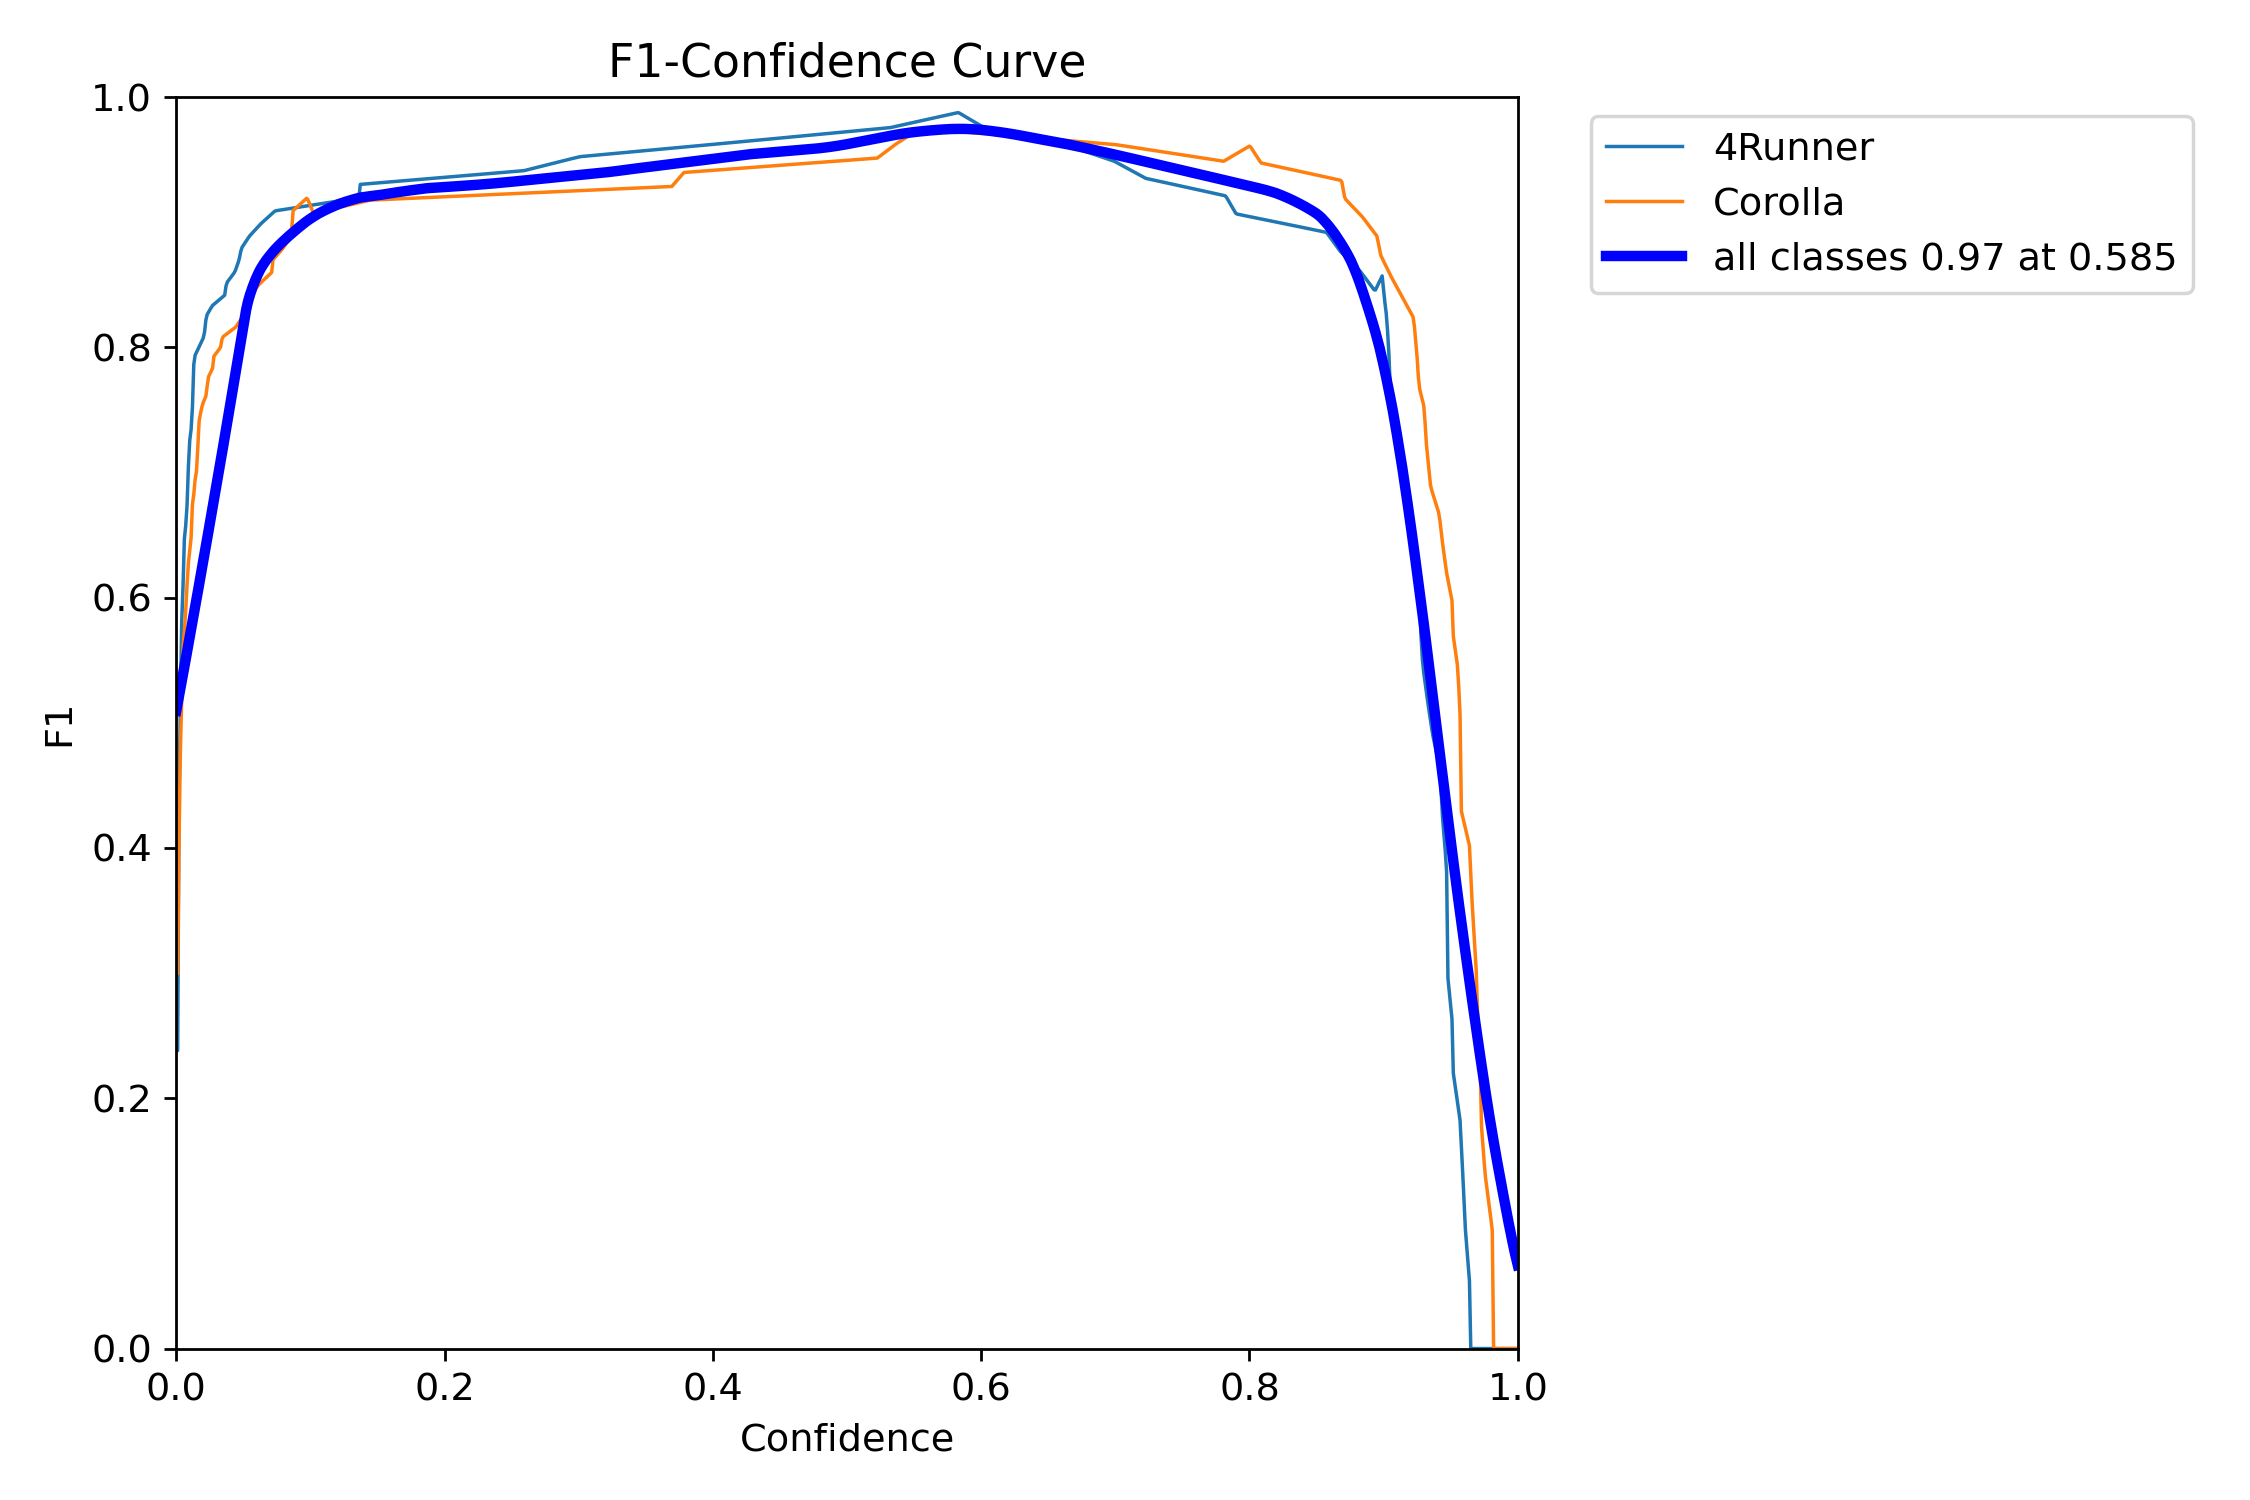 F1-Confidence Curve
1.0
0.8
0.6
0.4
0.2
0.0
F1
0.0 0.2 0.4 0.6 0.8 1.0
Confidence
4Runner
Corolla
all classes 0.97 at 0.585